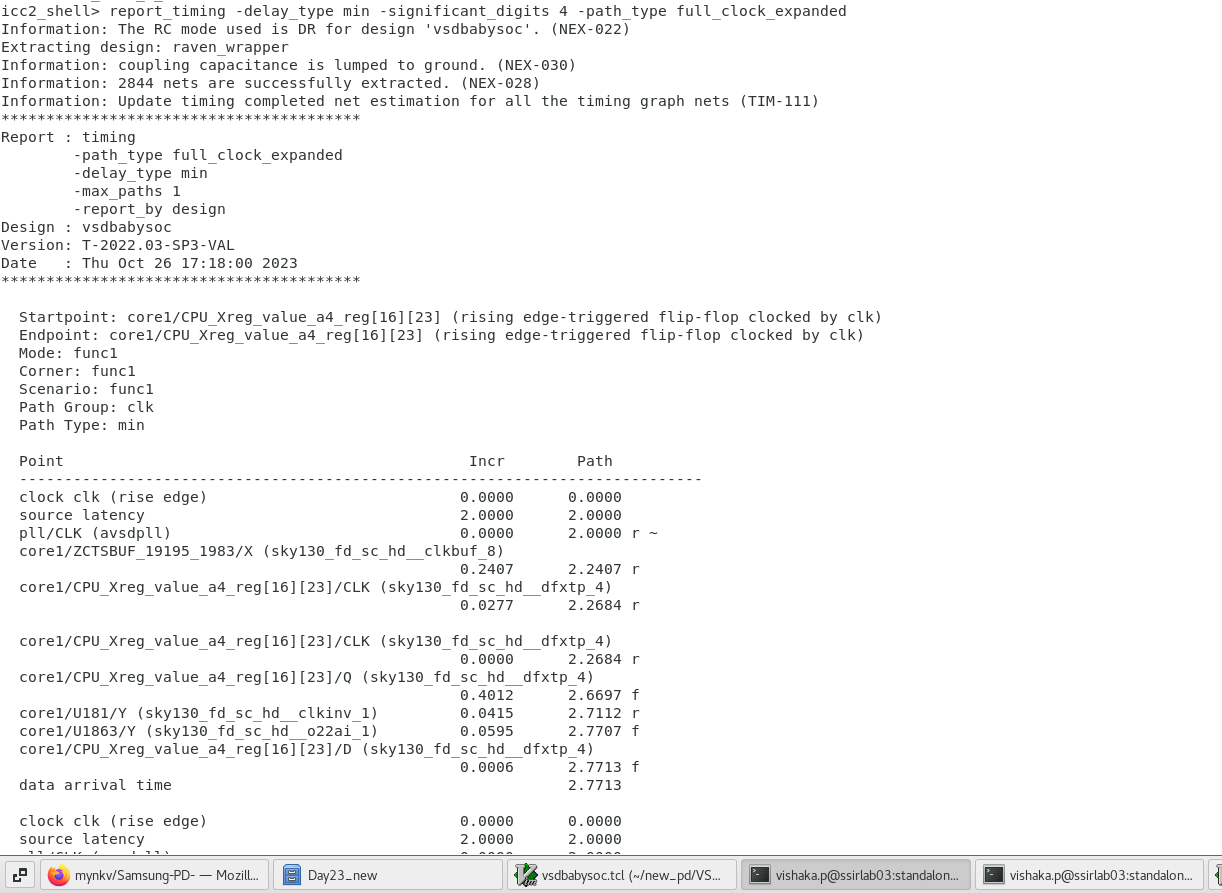 icc2_shell> report_timing -delay_type min -significant_digits 4 -path_type full_clock_expanded
Information: The RC mode used is DR for design 'vsdbabysoc'. (NEX-022)
Extracting design: raven_wrapper
Information: coupling capacitance is lumped to ground. (NEX-030)
Information: 2844 nets are successfully extracted. (NEX-028)
Information: Update timing completed net estimation for all the timing graph nets (TIM-111)
****************************************
Report : timing
        -path_type full_clock_expanded
        -delay_type min
        -max_paths 1
        -report_by design
Design : vsdbabysoc
Version: T-2022.03-SP3-VAL
Date   : Thu Oct 26 17:18:00 2023
****************************************
  Startpoint: core1/CPU_Xreg_value_a4_reg[16][23] (rising edge-triggered flip-flop clocked by clk)
  Endpoint: core1/CPU_Xreg_value_a4_reg[16][23] (rising edge-triggered flip-flop clocked by clk)
  Mode: func1
  Corner: func1
  Scenario: func1
  Path Group: clk
  Path Type: min
  Point                                             Incr        Path
  ----------------------------------------------------------------------------
  clock clk (rise edge)                            0.0000      0.0000
  source latency                                   2.0000      2.0000
  pll/CLK (avsdpll)                                0.0000      2.0000 r ~
  core1/ZCTSBUF_19195_1983/X (sky130_fd_sc_hd__clkbuf_8)
                                                   0.2407      2.2407 r
  core1/CPU_Xreg_value_a4_reg[16][23]/CLK (sky130_fd_sc_hd__dfxtp_4)
                                                   0.0277      2.2684 r
  core1/CPU_Xreg_value_a4_reg[16][23]/CLK (sky130_fd_sc_hd__dfxtp_4)
                                                   0.0000      2.2684 r
  core1/CPU_Xreg_value_a4_reg[16][23]/Q (sky130_fd_sc_hd__dfxtp_4)
                                                   0.4012      2.6697 f
  core1/U181/Y (sky130_fd_sc_hd__clkinv_1)         0.0415      2.7112 r
  core1/U1863/Y (sky130_fd_sc_hd__o22ai_1)         0.0595      2.7707 f
  core1/CPU_Xreg_value_a4_reg[16][23]/D (sky130_fd_sc_hd__dfxtp_4)
                                                   0.0006      2.7713 f
  data arrival time                                            2.7713
  clock clk (rise edge)                            0.0000      0.0000
  source latency                                   2.0000      2.0000
mynkv/Samsung-PD- — Mozill... Day23_new vsdbabysoc.tcl (~/new_pd/VS... vishaka.p@ssirlab03:standalon... vishaka.p@ssirlab03:standalon...